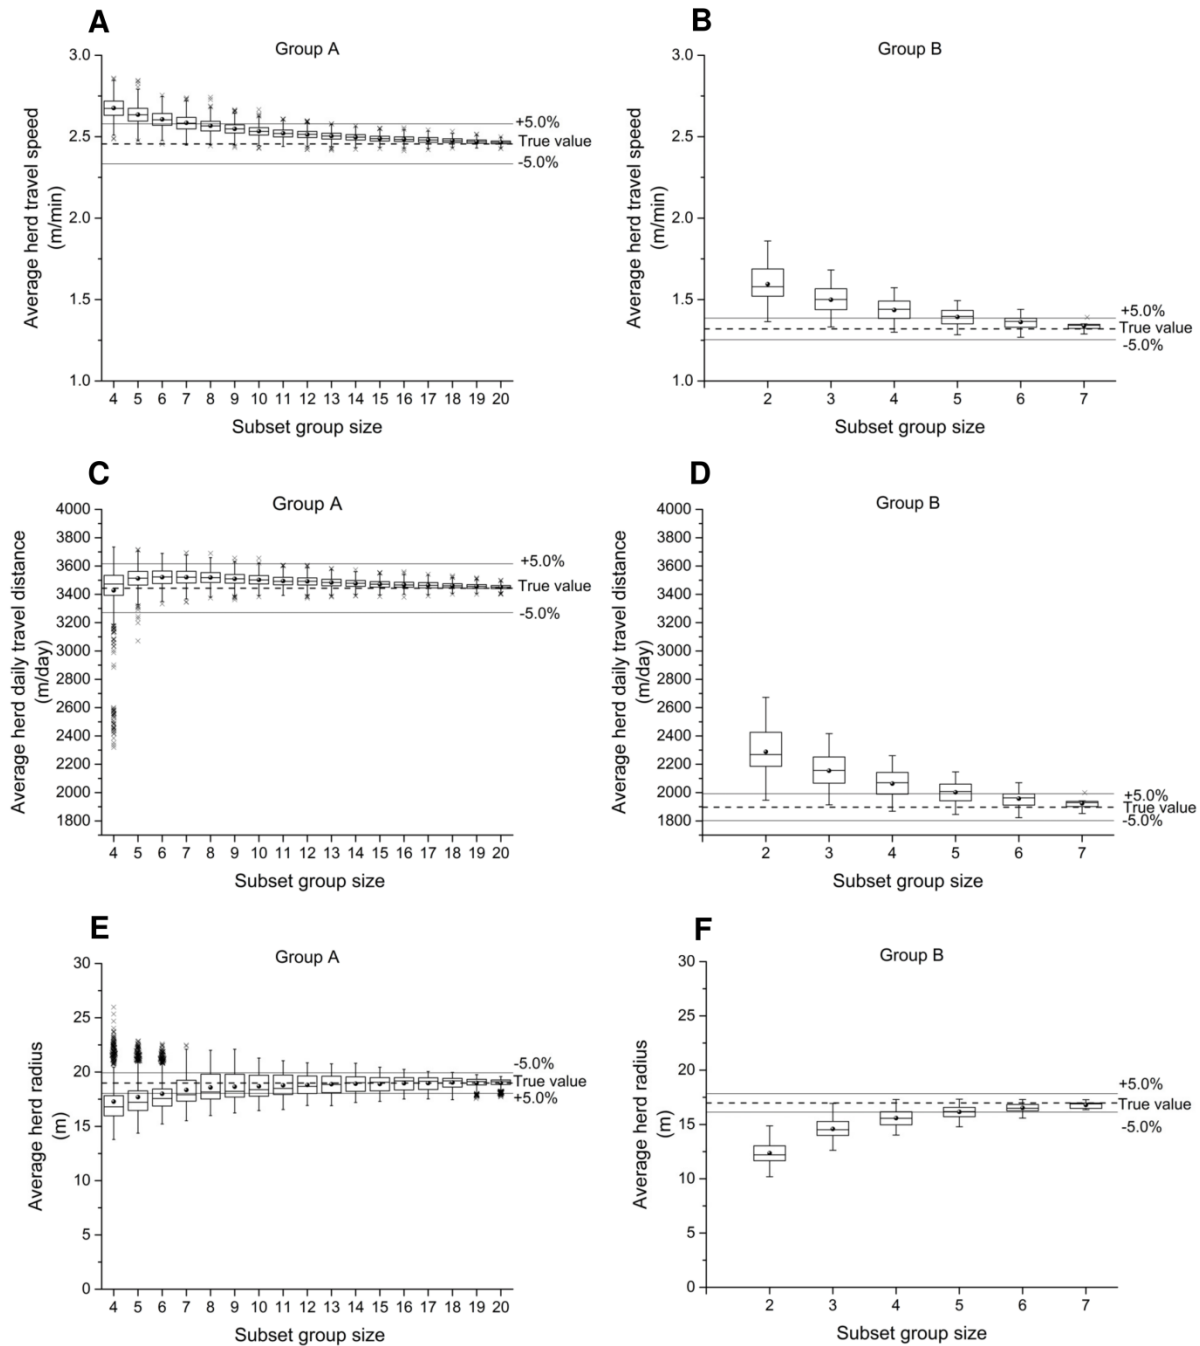 A
Group A
3.0
2.5
2.0
1.5
1.0
Average herd travel speed
(m/min)
+5.0%
True value
-5.0%
4 5 6 7 8 9 10 11 12 13 14 15 16 17 18 19 20
Subset group size
B
Group B
3.0
2.5
2.0
1.5
1.0
Average herd travel speed
(m/min)
+5.0%
True value
-5.0%
2 3 4 5 6 7
Subset group size
C
Group A
4000
3800
3600
3400
3200
3000
2800
2600
2400
2200
2000
1800
Average herd daily travel distance
(m/day)
+5.0%
True value
-5.0%
4 5 6 7 8 9 10 11 12 13 14 15 16 17 18 19 20
Subset group size
D
Group B
4000
3800
3600
3400
3200
3000
2800
2600
2400
2200
2000
1800
Average herd daily travel distance
(m/day)
+5.0%
True value
-5.0%
2 3 4 5 6 7
Subset group size
E
Group A
30
25
20
15
10
5
0
Average herd radius
(m)
-5.0%
True value
+5.0%
4 5 6 7 8 9 10 11 12 13 14 15 16 17 18 19 20
Subset group size
F
Group B
30
25
20
15
10
5
0
Average herd radius
(m)
+5.0%
True value
-5.0%
2 3 4 5 6 7
Subset group size